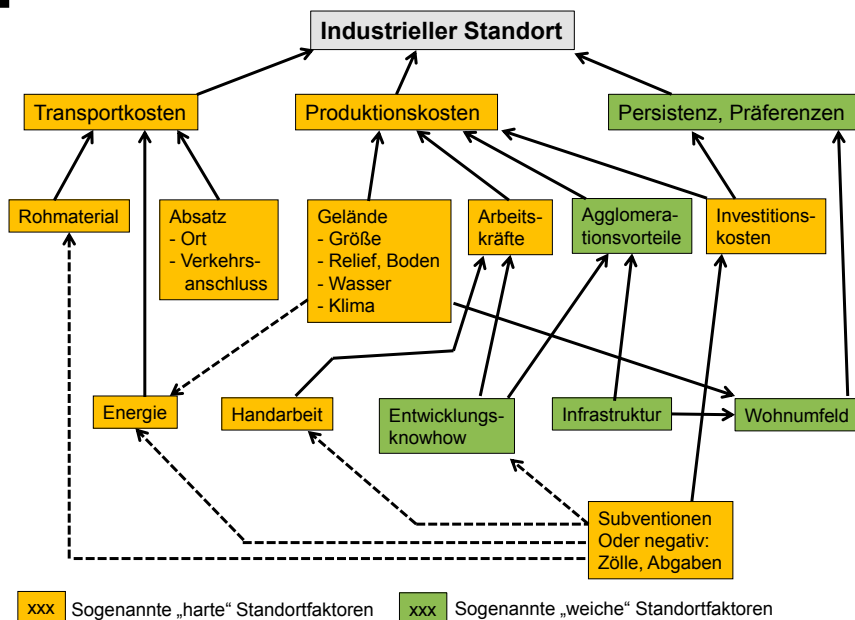 Industrieller Standort
Transportkosten
Produktionskosten
Persistenz, Präferenzen
Rohmaterial
Absatz
- Ort
- Verkehrs-
anschluss
Gelände
- Größe
- Relief, Boden
- Wasser
- Klima
Arbeits-
kräfte
Agglomera-
tionsvorteile
Investitions-
kosten
Energie
Handarbeit
Entwicklungs-
knowhow
Infrastruktur
Wohnumfeld
Subventionen
Oder negativ:
Zölle, Abgaben
xxx Sogenannte „harte“ Standortfaktoren
xxx Sogenannte „weiche“ Standortfaktoren